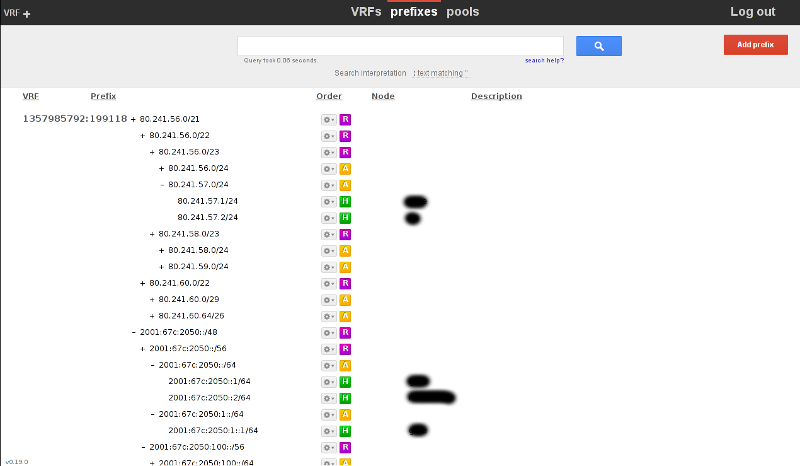 VRF + VRFs prefixes pools Log out
Add prefix
Query took 0.06 seconds. search help?
Search interpretation : text matching ''
VRF Prefix Order Node Description
1357985792:199118 + 80.241.56.0/21 R
+ 80.241.56.0/22 R
+ 80.241.56.0/23 R
+ 80.241.56.0/24 A
– 80.241.57.0/24 A
80.241.57.1/24 H
80.241.57.2/24 H
+ 80.241.58.0/23 R
+ 80.241.58.0/24 A
+ 80.241.59.0/24 A
+ 80.241.60.0/22 R
+ 80.241.60.0/29 A
+ 80.241.60.64/26 A
– 2001:67c:2050::/48 R
+ 2001:67c:2050::/56 R
– 2001:67c:2050::/64 A
2001:67c:2050::1/64 H
2001:67c:2050::2/64 H
– 2001:67c:2050:1::/64 A
2001:67c:2050:1::1/64 H
– 2001:67c:2050:100::/56 R
+ 2001:67c:2050:100::/64 A
v0.19.0